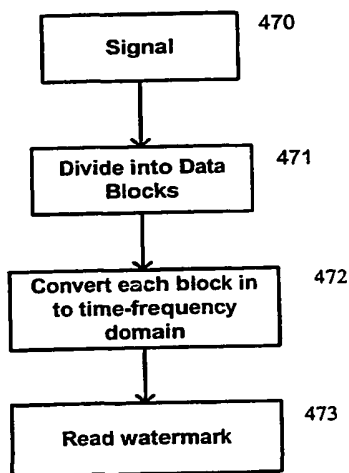 470
Signal
471
Divide into Data
Blocks
472
Convert each block in
to time-frequency
domain
473
Read watermark